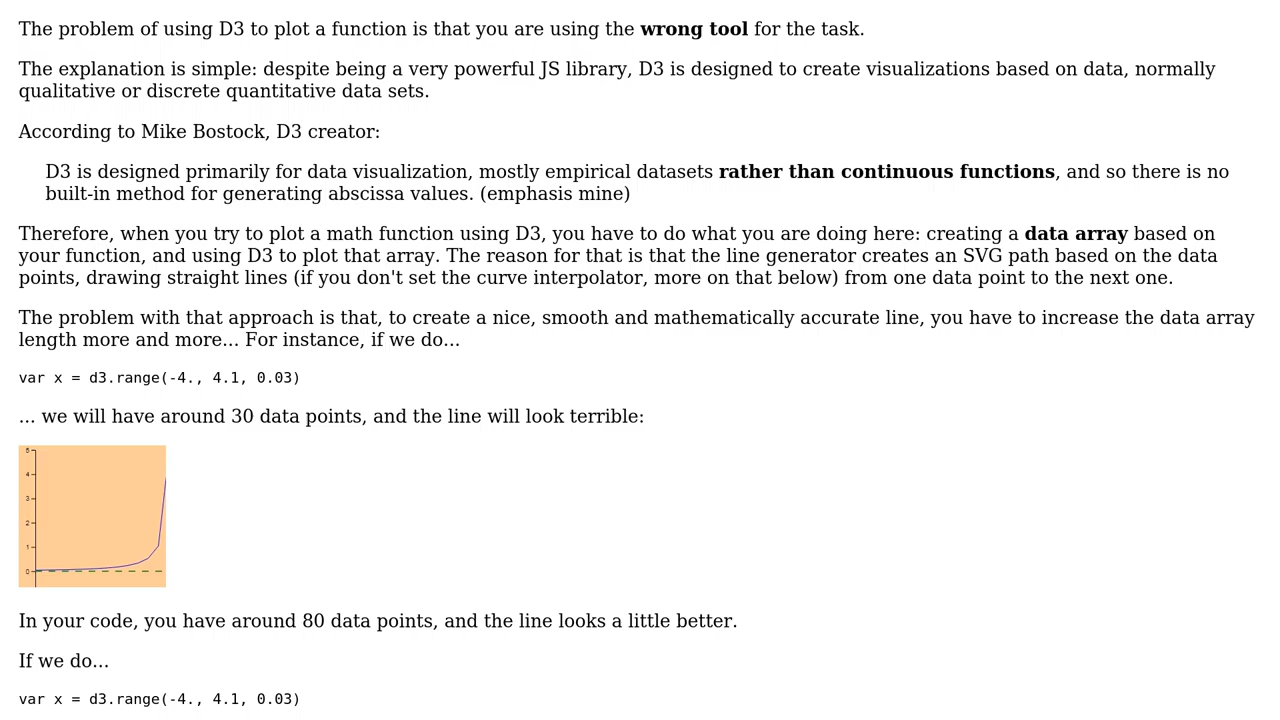 The problem of using D3 to plot a function is that you are using the wrong tool for the task.
The explanation is simple: despite being a very powerful JS library, D3 is designed to create visualizations based on data, normally
qualitative or discrete quantitative data sets.
According to Mike Bostock, D3 creator:
D3 is designed primarily for data visualization, mostly empirical datasets rather than continuous functions, and so there is no
built-in method for generating abscissa values. (emphasis mine)
Therefore, when you try to plot a math function using D3, you have to do what you are doing here: creating a data array based on
your function, and using D3 to plot that array. The reason for that is that the line generator creates an SVG path based on the data
points, drawing straight lines (if you don't set the curve interpolator, more on that below) from one data point to the next one.
The problem with that approach is that, to create a nice, smooth and mathematically accurate line, you have to increase the data array
length more and more... For instance, if we do...
var x = d3.range(-4., 4.1, 0.03)
... we will have around 30 data points, and the line will look terrible:
5
4
3
2
1
0
In your code, you have around 80 data points, and the line looks a little better.
If we do...
var x = d3.range(-4., 4.1, 0.03)